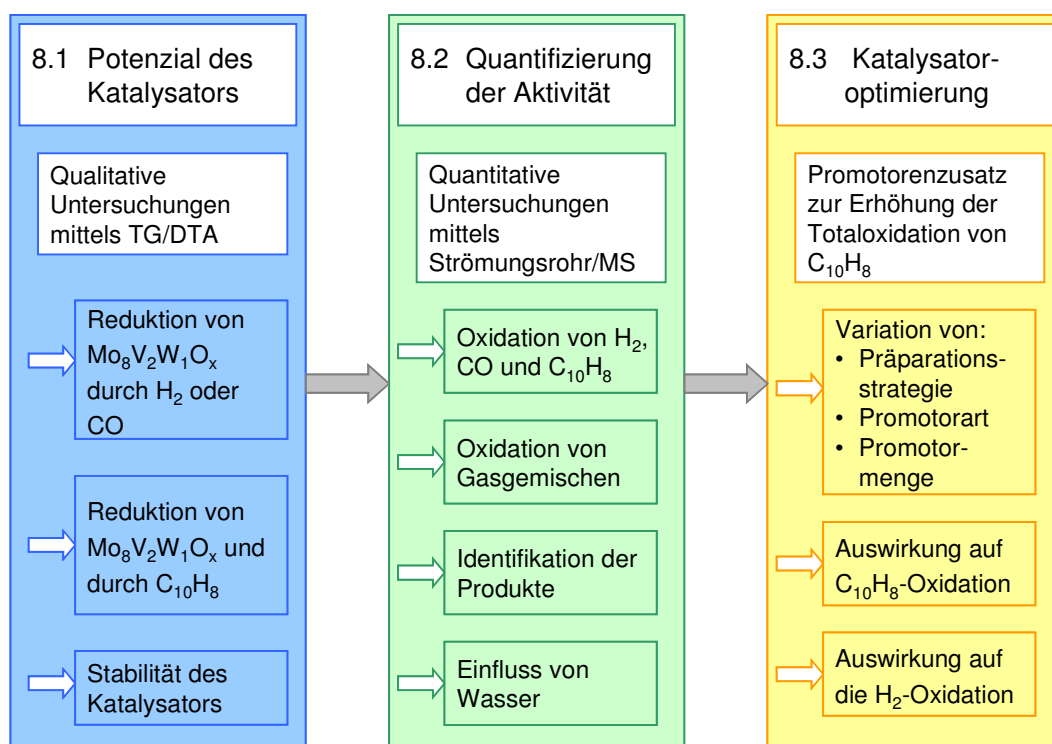 8.1 Potenzial des
Katalysators
Qualitative
Untersuchungen
mittels TG/DTA
Reduktion von
Mo₈V₂W₁Oₓ
durch H₂ oder
CO
Reduktion von
Mo₈V₂W₁Oₓ und
durch C₁₀H₈
Stabilität des
Katalysators
8.2 Quantifizierung
der Aktivität
Quantitative
Untersuchungen
mittels
Strömungsrohr/MS
Oxidation von H₂,
CO und C₁₀H₈
Oxidation von
Gasgemischen
Identifikation der
Produkte
Einfluss von
Wasser
8.3 Katalysator-
optimierung
Promotorenzusatz
zur Erhöhung der
Totaloxidation von
C₁₀H₈
Variation von:
• Präparations-
strategie
• Promotorart
• Promotor-
menge
Auswirkung auf
C₁₀H₈-Oxidation
Auswirkung auf
die H₂-Oxidation